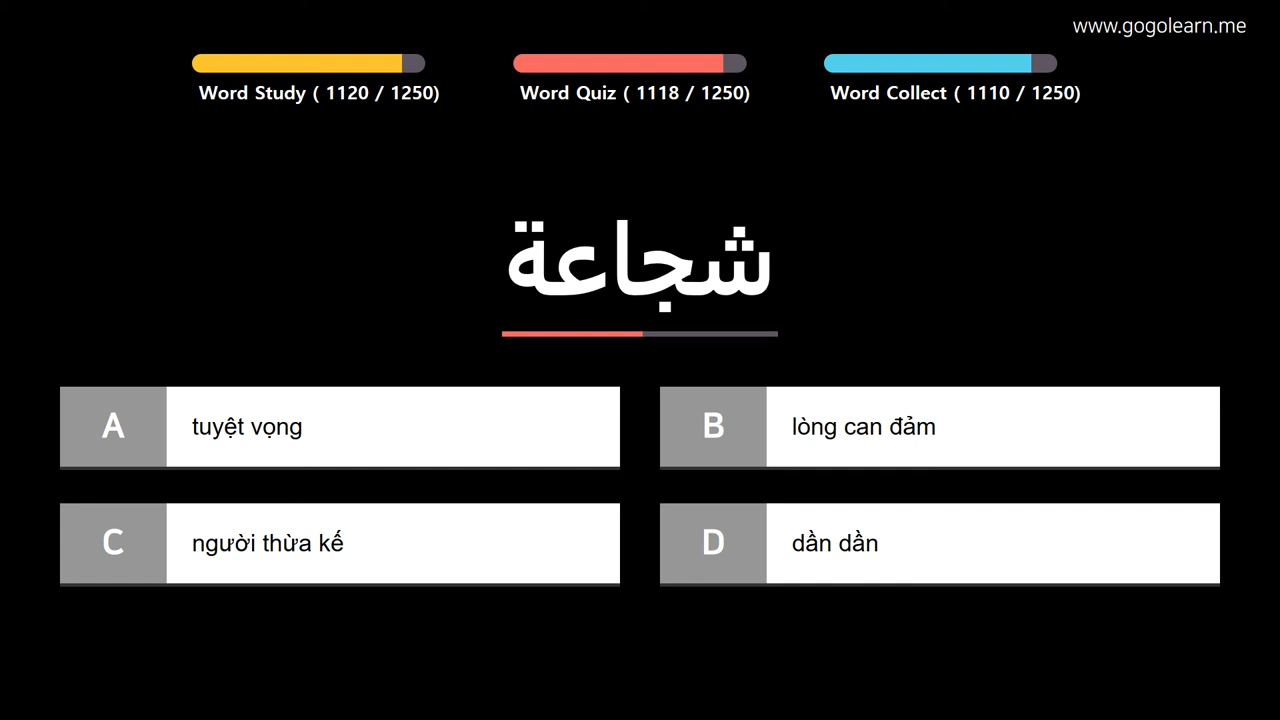 www.gogolearn.me
Word Study ( 1120 / 1250)
Word Quiz ( 1118 / 1250)
Word Collect ( 1110 / 1250)
شجاعة
A
tuyệt vọng
B
lòng can đảm
C
người thừa kế
D
dần dần